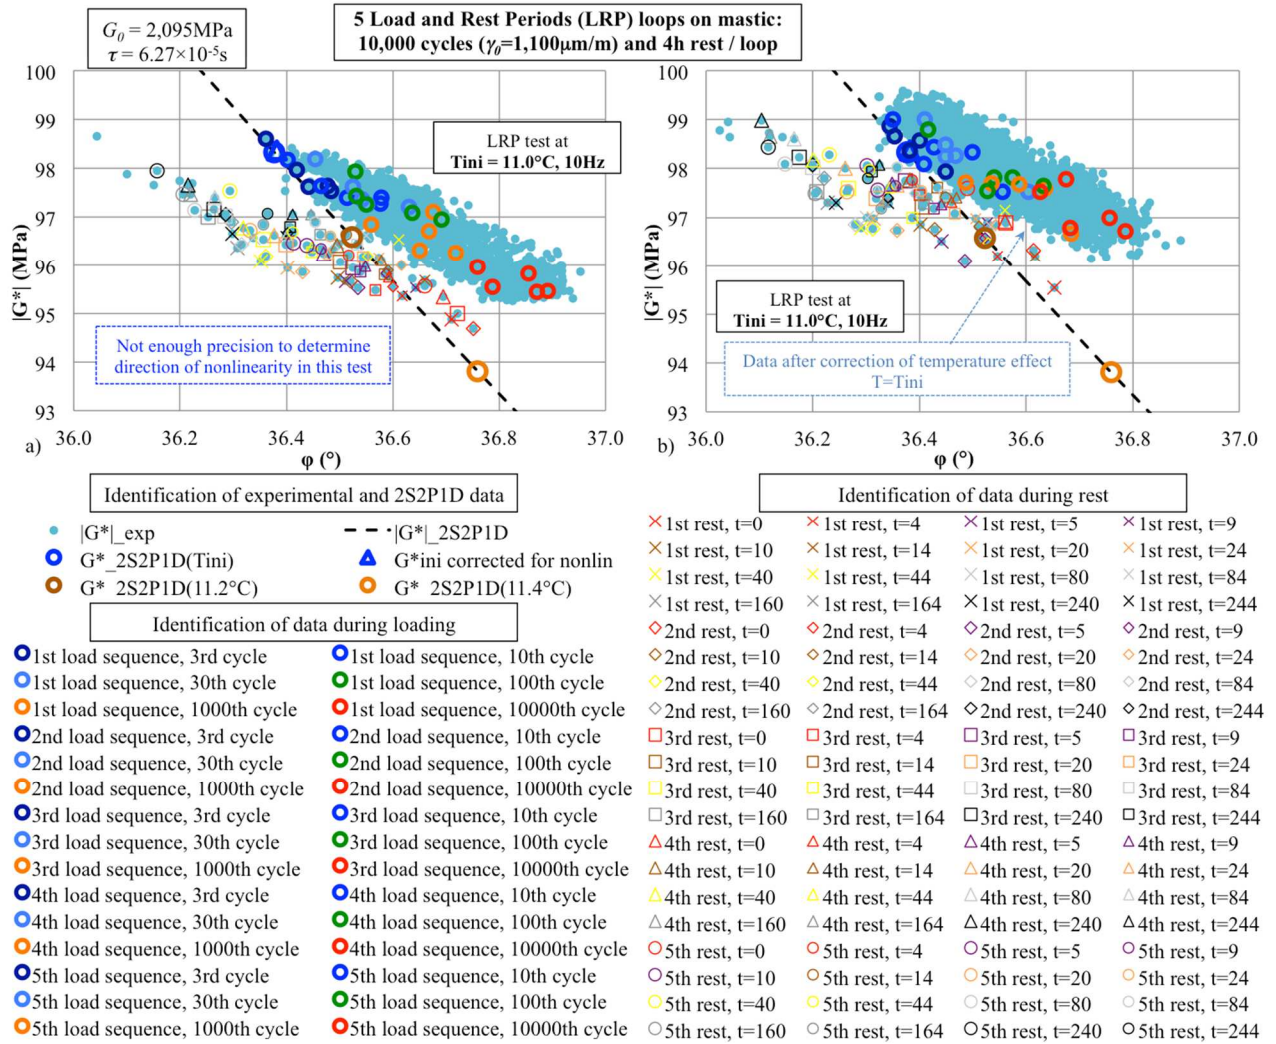 5 Load and Rest Periods (LRP) loops on mastic:
10,000 cycles (γ0=1,100μm/m) and 4h rest / loop
G0 = 2,095MPa
τ = 6.27×10-5s
100
99
98
97
96
95
94
93
|G*| (MPa)
LRP test at
Tini = 11.0°C, 10Hz
Not enough precision to determine
direction of nonlinearity in this test
36.0 36.2 36.4 36.6 36.8 37.0
a)
φ (°)
100
99
98
97
96
95
94
93
|G*| (MPa)
LRP test at
Tini = 11.0°C, 10Hz
Data after correction of temperature effect
T=Tini
36.0 36.2 36.4 36.6 36.8 37.0
b)
φ (°)
Identification of experimental and 2S2P1D data
|G*|_exp |G*|_2S2P1D
G*_2S2P1D(Tini) G*ini corrected for nonlin
G* 2S2P1D(11.2°C) G* 2S2P1D(11.4°C)
Identification of data during loading
1st load sequence, 3rd cycle 1st load sequence, 10th cycle
1st load sequence, 30th cycle 1st load sequence, 100th cycle
1st load sequence, 1000th cycle 1st load sequence, 10000th cycle
2nd load sequence, 3rd cycle 2nd load sequence, 10th cycle
2nd load sequence, 30th cycle 2nd load sequence, 100th cycle
2nd load sequence, 1000th cycle 2nd load sequence, 10000th cycle
3rd load sequence, 3rd cycle 3rd load sequence, 10th cycle
3rd load sequence, 30th cycle 3rd load sequence, 100th cycle
3rd load sequence, 1000th cycle 3rd load sequence, 10000th cycle
4th load sequence, 3rd cycle 4th load sequence, 10th cycle
4th load sequence, 30th cycle 4th load sequence, 100th cycle
4th load sequence, 1000th cycle 4th load sequence, 10000th cycle
5th load sequence, 3rd cycle 5th load sequence, 10th cycle
5th load sequence, 30th cycle 5th load sequence, 100th cycle
5th load sequence, 1000th cycle 5th load sequence, 10000th cycle
Identification of data during rest
1st rest, t=0 1st rest, t=4 1st rest, t=5 1st rest, t=9
1st rest, t=10 1st rest, t=14 1st rest, t=20 1st rest, t=24
1st rest, t=40 1st rest, t=44 1st rest, t=80 1st rest, t=84
1st rest, t=160 1st rest, t=164 1st rest, t=240 1st rest, t=244
2nd rest, t=0 2nd rest, t=4 2nd rest, t=5 2nd rest, t=9
2nd rest, t=10 2nd rest, t=14 2nd rest, t=20 2nd rest, t=24
2nd rest, t=40 2nd rest, t=44 2nd rest, t=80 2nd rest, t=84
2nd rest, t=160 2nd rest, t=164 2nd rest, t=240 2nd rest, t=244
3rd rest, t=0 3rd rest, t=4 3rd rest, t=5 3rd rest, t=9
3rd rest, t=10 3rd rest, t=14 3rd rest, t=20 3rd rest, t=24
3rd rest, t=40 3rd rest, t=44 3rd rest, t=80 3rd rest, t=84
3rd rest, t=160 3rd rest, t=164 3rd rest, t=240 3rd rest, t=244
4th rest, t=0 4th rest, t=4 4th rest, t=5 4th rest, t=9
4th rest, t=10 4th rest, t=14 4th rest, t=20 4th rest, t=24
4th rest, t=40 4th rest, t=44 4th rest, t=80 4th rest, t=84
4th rest, t=160 4th rest, t=164 4th rest, t=240 4th rest, t=244
5th rest, t=0 5th rest, t=4 5th rest, t=5 5th rest, t=9
5th rest, t=10 5th rest, t=14 5th rest, t=20 5th rest, t=24
5th rest, t=40 5th rest, t=44 5th rest, t=80 5th rest, t=84
5th rest, t=160 5th rest, t=164 5th rest, t=240 5th rest, t=244